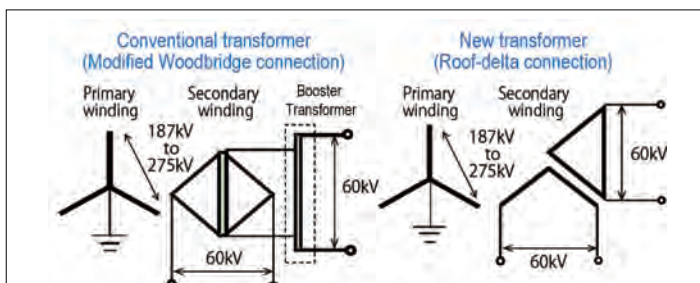 Conventional transformer
(Modified Woodbridge connection)
Primary
winding
Secondary
winding
Booster
Transformer
187kV
to
275kV
60kV
60kV
New transformer
(Roof-delta connection)
Primary
winding
Secondary
winding
187kV
to
275kV
60kV
60kV